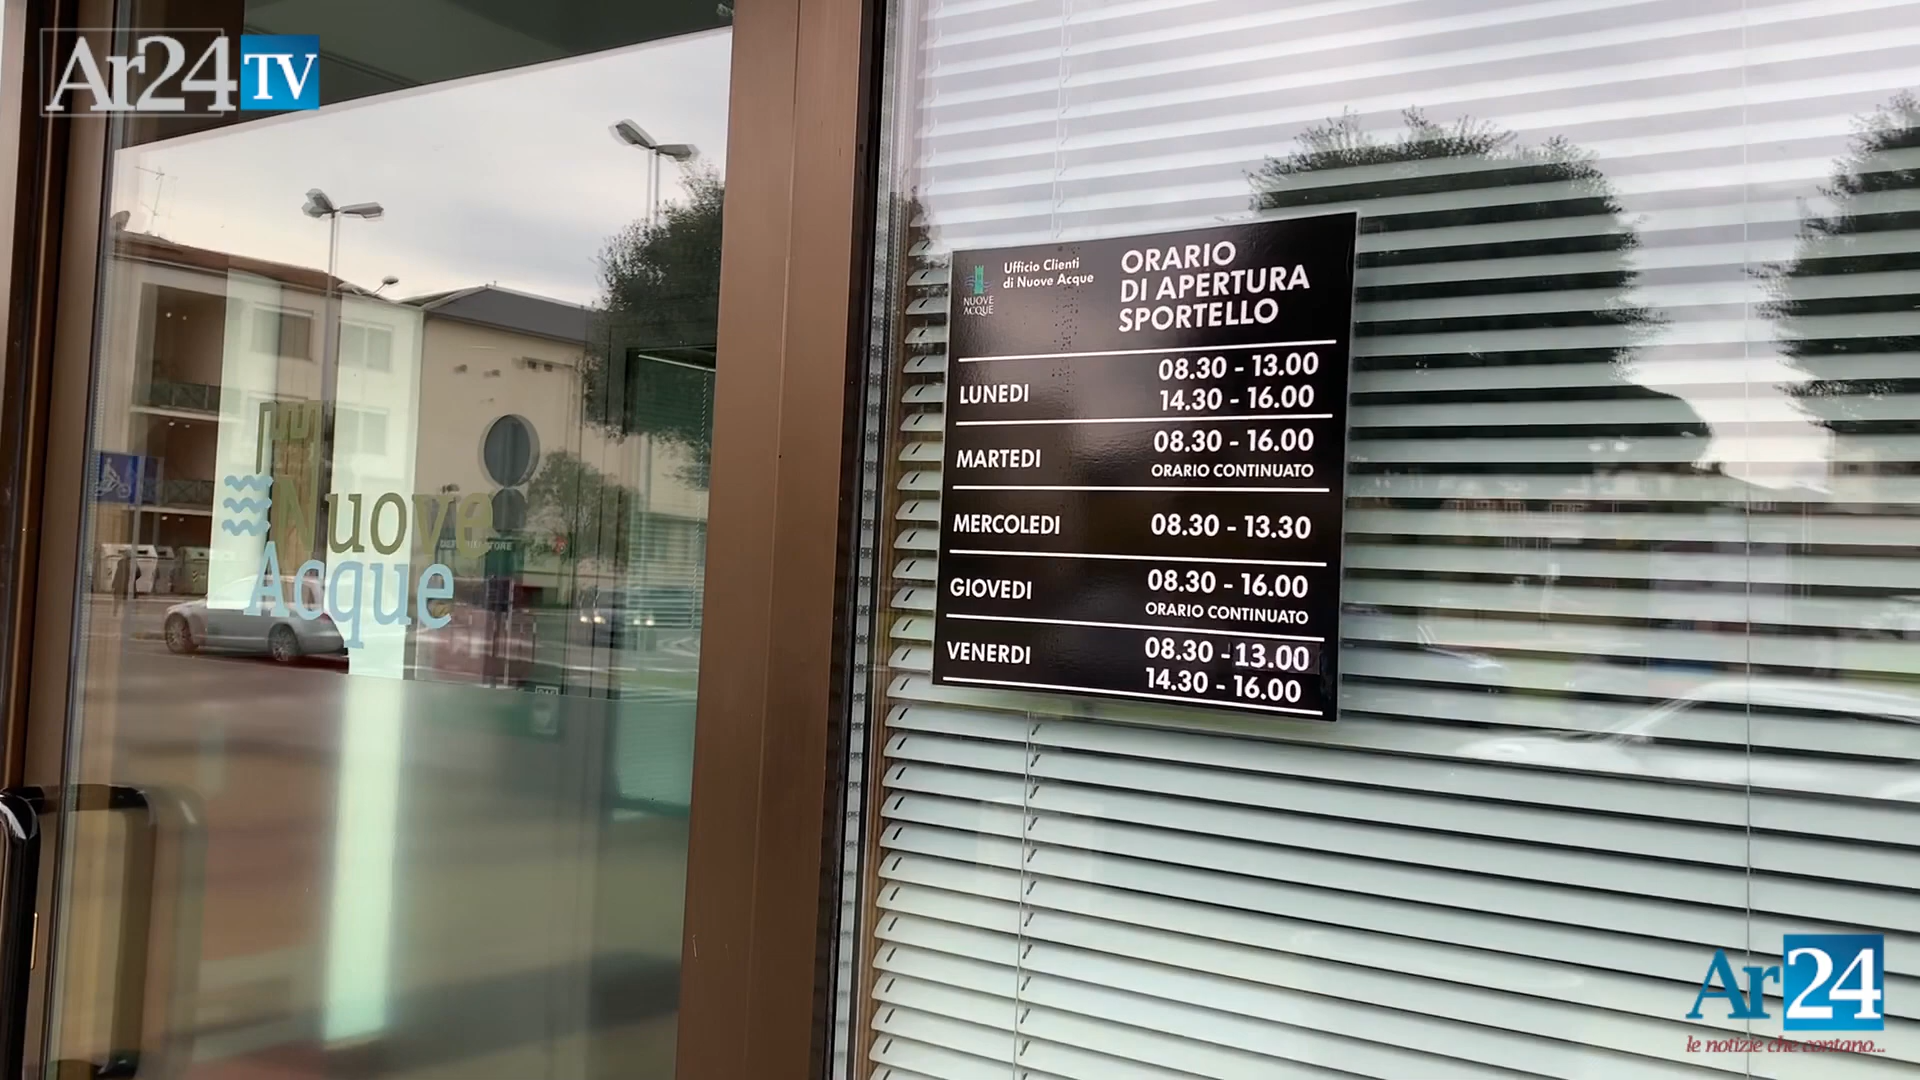 Ar24 TV
Nuove
Acque
NUOVE
ACQUE
Ufficio Clienti
di Nuove Acque
ORARIO
DI APERTURA
SPORTELLO
LUNEDI
08.30 - 13.00
14.30 - 16.00
MARTEDI
08.30 - 16.00
ORARIO CONTINUATO
MERCOLEDI
08.30 - 13.30
GIOVEDI
08.30 - 16.00
ORARIO CONTINUATO
VENERDI
08.30 - 13.00
14.30 - 16.00
Ar24
le notizie che contano...